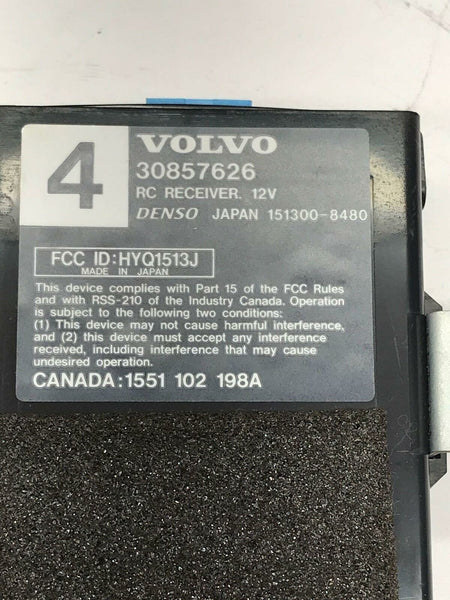 4
VOLVO
30857626
RC RECEIVER. 12V
DENSO JAPAN 151300-8480
FCC ID:HYQ1513J
MADE IN JAPAN
This device complies with Part 15 of the FCC Rules
and with RSS-210 of the Industry Canada. Operation
is subject to the following two conditions:
(1) This device may not cause harmful interference,
and (2) this device must accept any interference
received, including interference that may cause
undesired operation.
CANADA:1551 102 198A